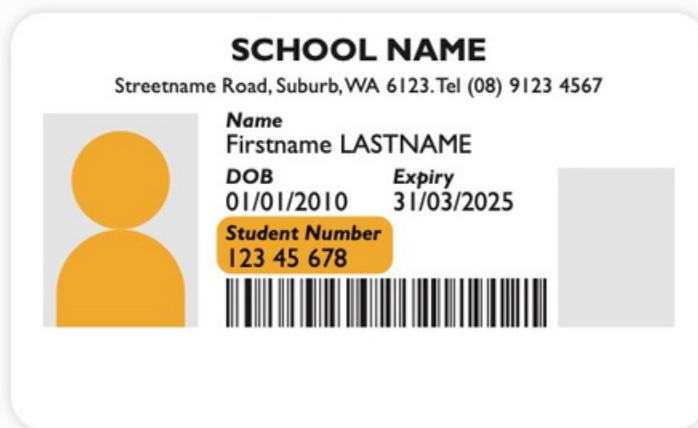 SCHOOL NAME
Streetname Road, Suburb, WA 6123. Tel (08) 9123 4567
Name
Firstname LASTNAME
DOB Expiry
01/01/2010 31/03/2025
Student Number
123 45 678